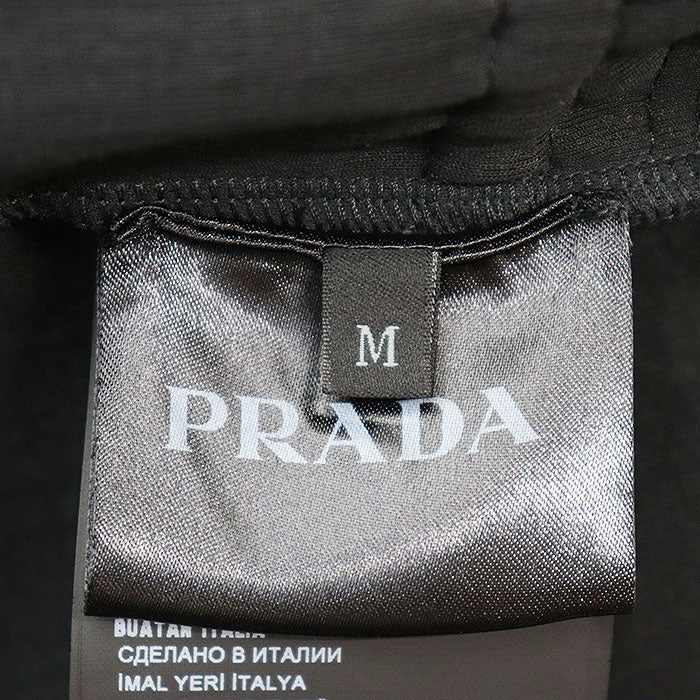 M
PRADA
BUATAN ITALIA
СДЕЛАНО В ИТАЛИИ
İMAL YERİ İTALYA